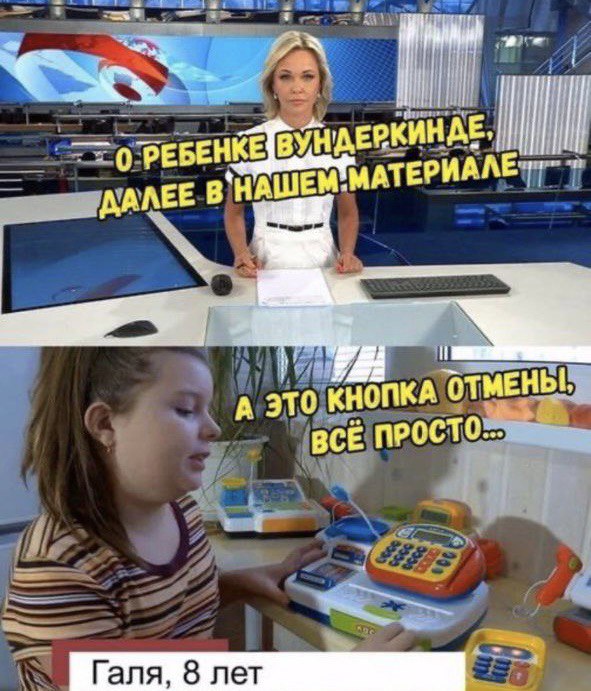 О РЕБЕНКЕ ВУНДЕРКИНДЕ,
ДАЛЕЕ В НАШЕМ МАТЕРИАЛЕ
А ЭТО КНОПКА ОТМЕНЫ,
ВСЁ ПРОСТО...
Галя, 8 лет